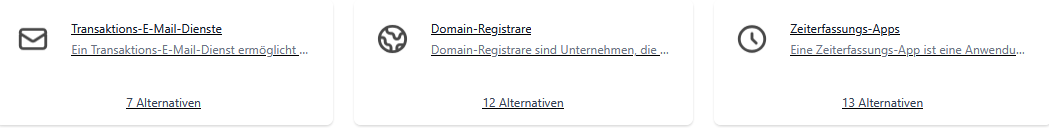 Transaktions-E-Mail-Dienste
Ein Transaktions-E-Mail-Dienst ermöglicht ...
7 Alternativen
Domain-Registrare
Domain-Registrare sind Unternehmen, die ...
12 Alternativen
Zeiterfassungs-Apps
Eine Zeiterfassungs-App ist eine Anwendu...
13 Alternativen